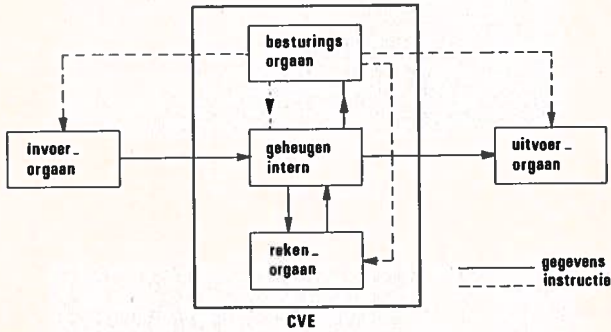 besturings
orgaan
invoer_
orgaan
geheugen
intern
uitvoer_
orgaan
reken_
orgaan
gegevens
instructie
CVE